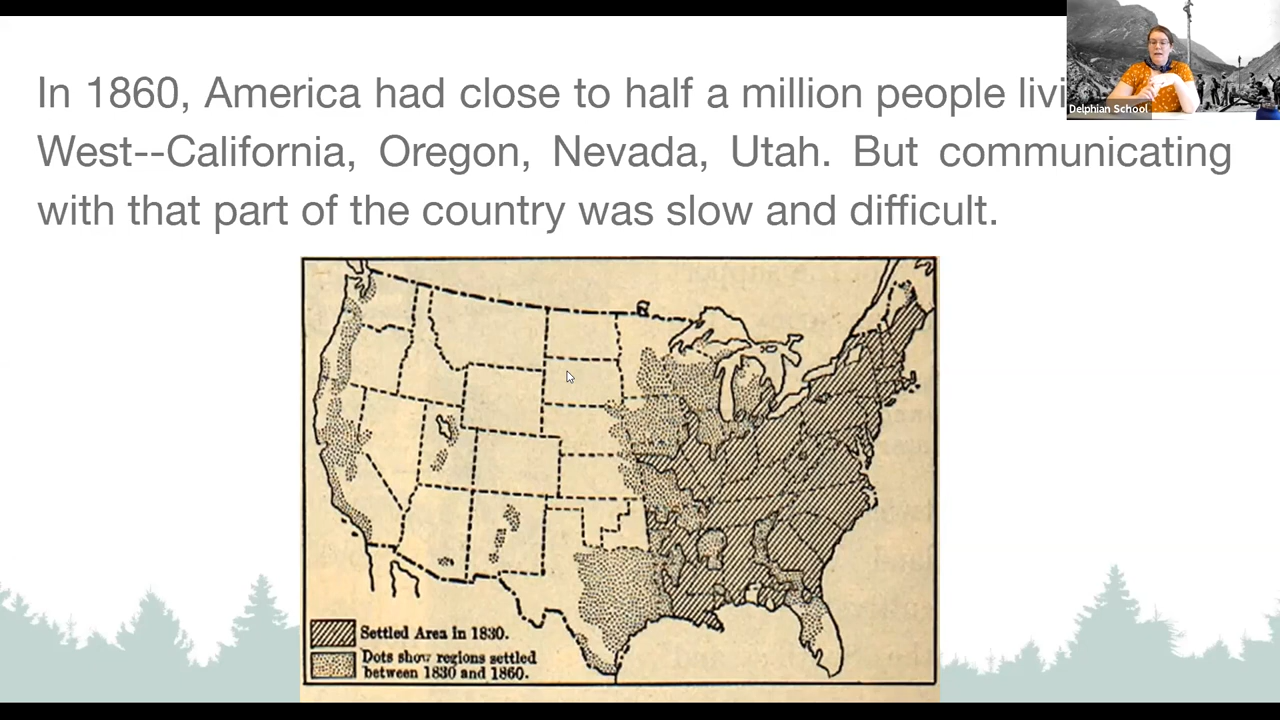 In 1860, America had close to half a million people
West--California, Oregon, Nevada, Utah. But communicating
with that part of the country was slow and difficult.
Delphian School
Settled Area in 1830.
Dots show regions settled
between 1830 and 1860.